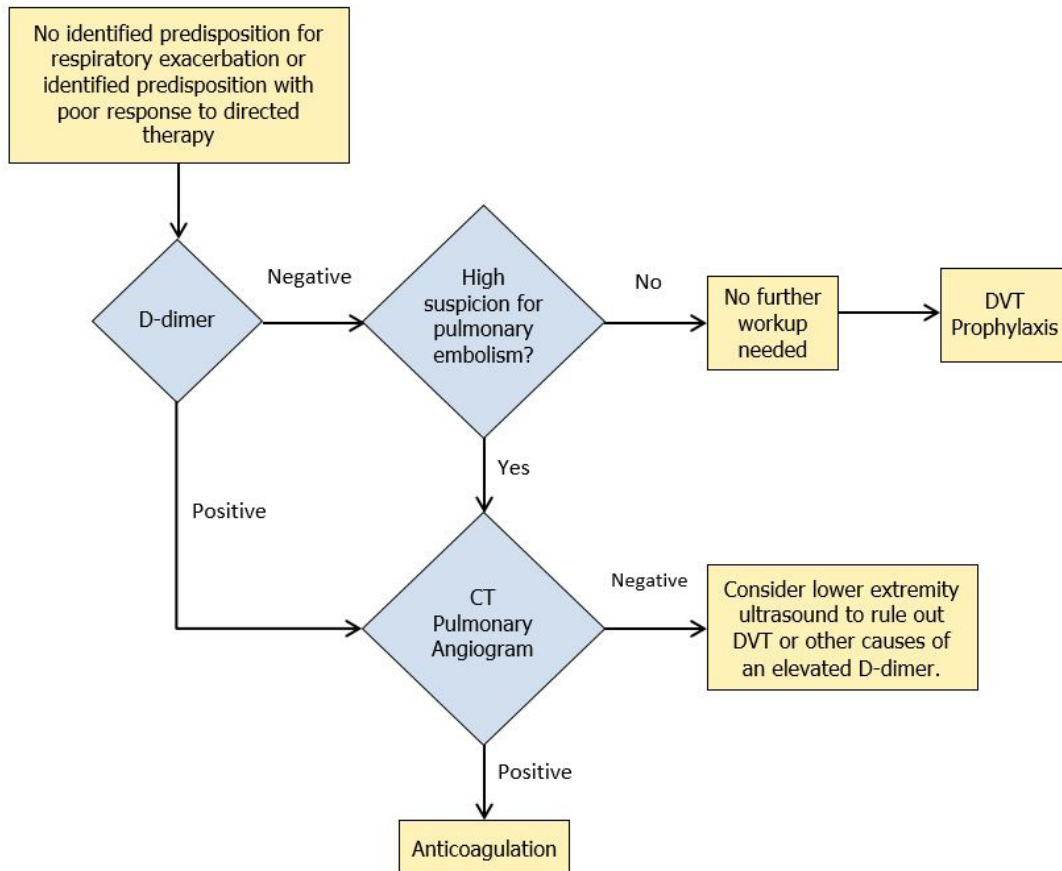 No identified predisposition for
respiratory exacerbation or
identified predisposition with
poor response to directed
therapy
D-dimer
Negative
High
suspicion for
pulmonary
embolism?
No
No further
workup
needed
DVT
Prophylaxis
Yes
Positive
CT
Pulmonary
Angiogram
Negative
Consider lower extremity
ultrasound to rule out
DVT or other causes of
an elevated D-dimer.
Positive
Anticoagulation